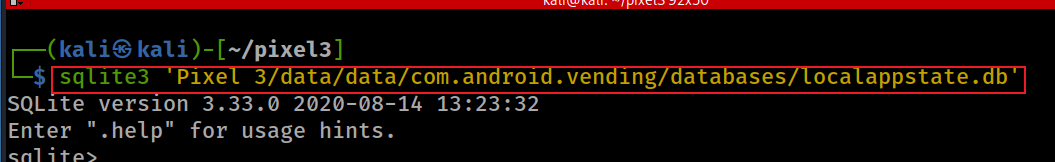 kali@kali: ~/pixel3 92x50
(kali㉿kali)-[~/pixel3]
$ sqlite3 'Pixel 3/data/data/com.android.vending/databases/localappstate.db'
SQLite version 3.33.0 2020-08-14 13:23:32
Enter ".help" for usage hints.
sqlite>